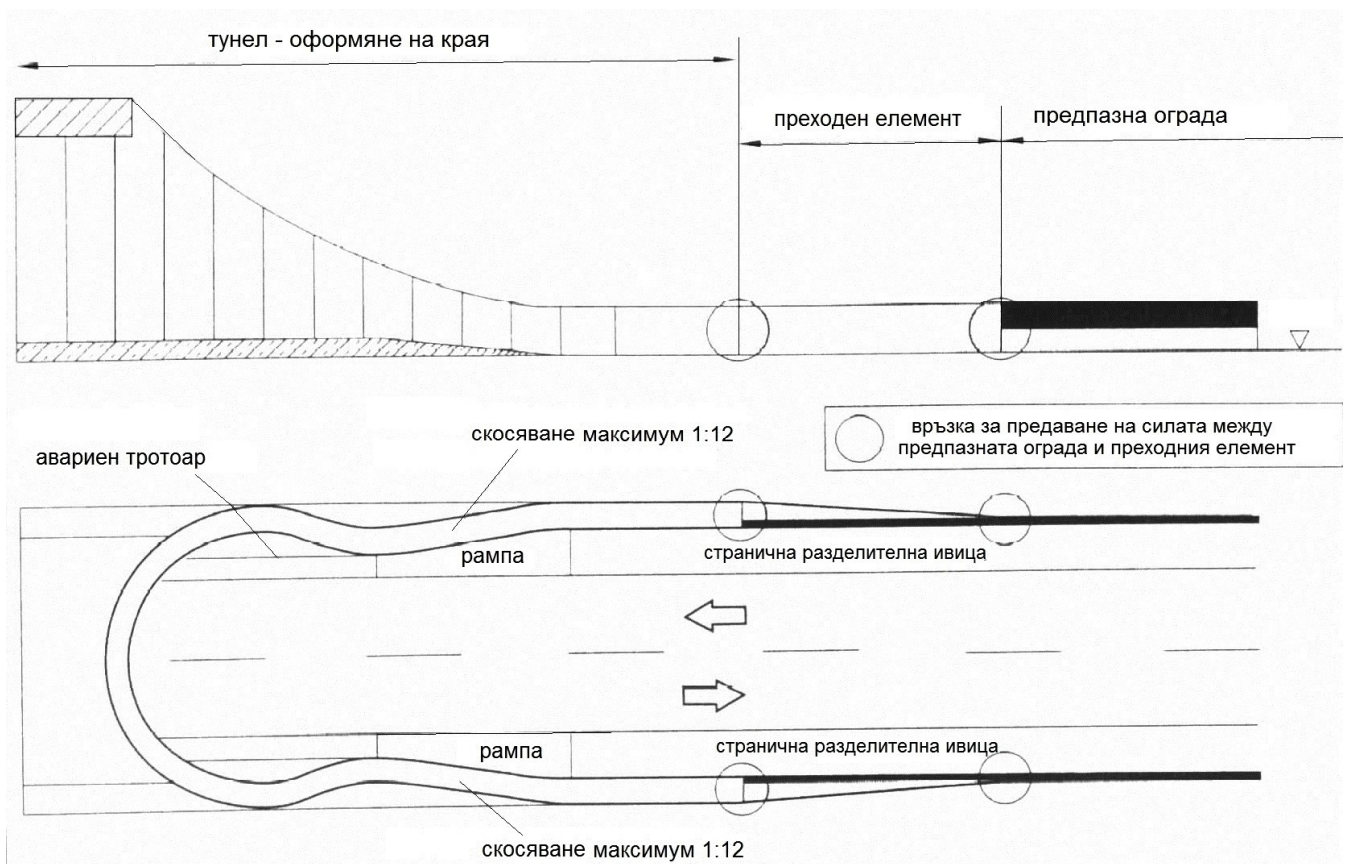 тунел - оформяне на края
преходен елемент
предпазна ограда
връзка за предаване на силата между
предпазната ограда и преходния елемент
скосяване максимум 1:12
авариен тротоар
рампа
странична разделителна ивица
рампа
странична разделителна ивица
скосяване максимум 1:12